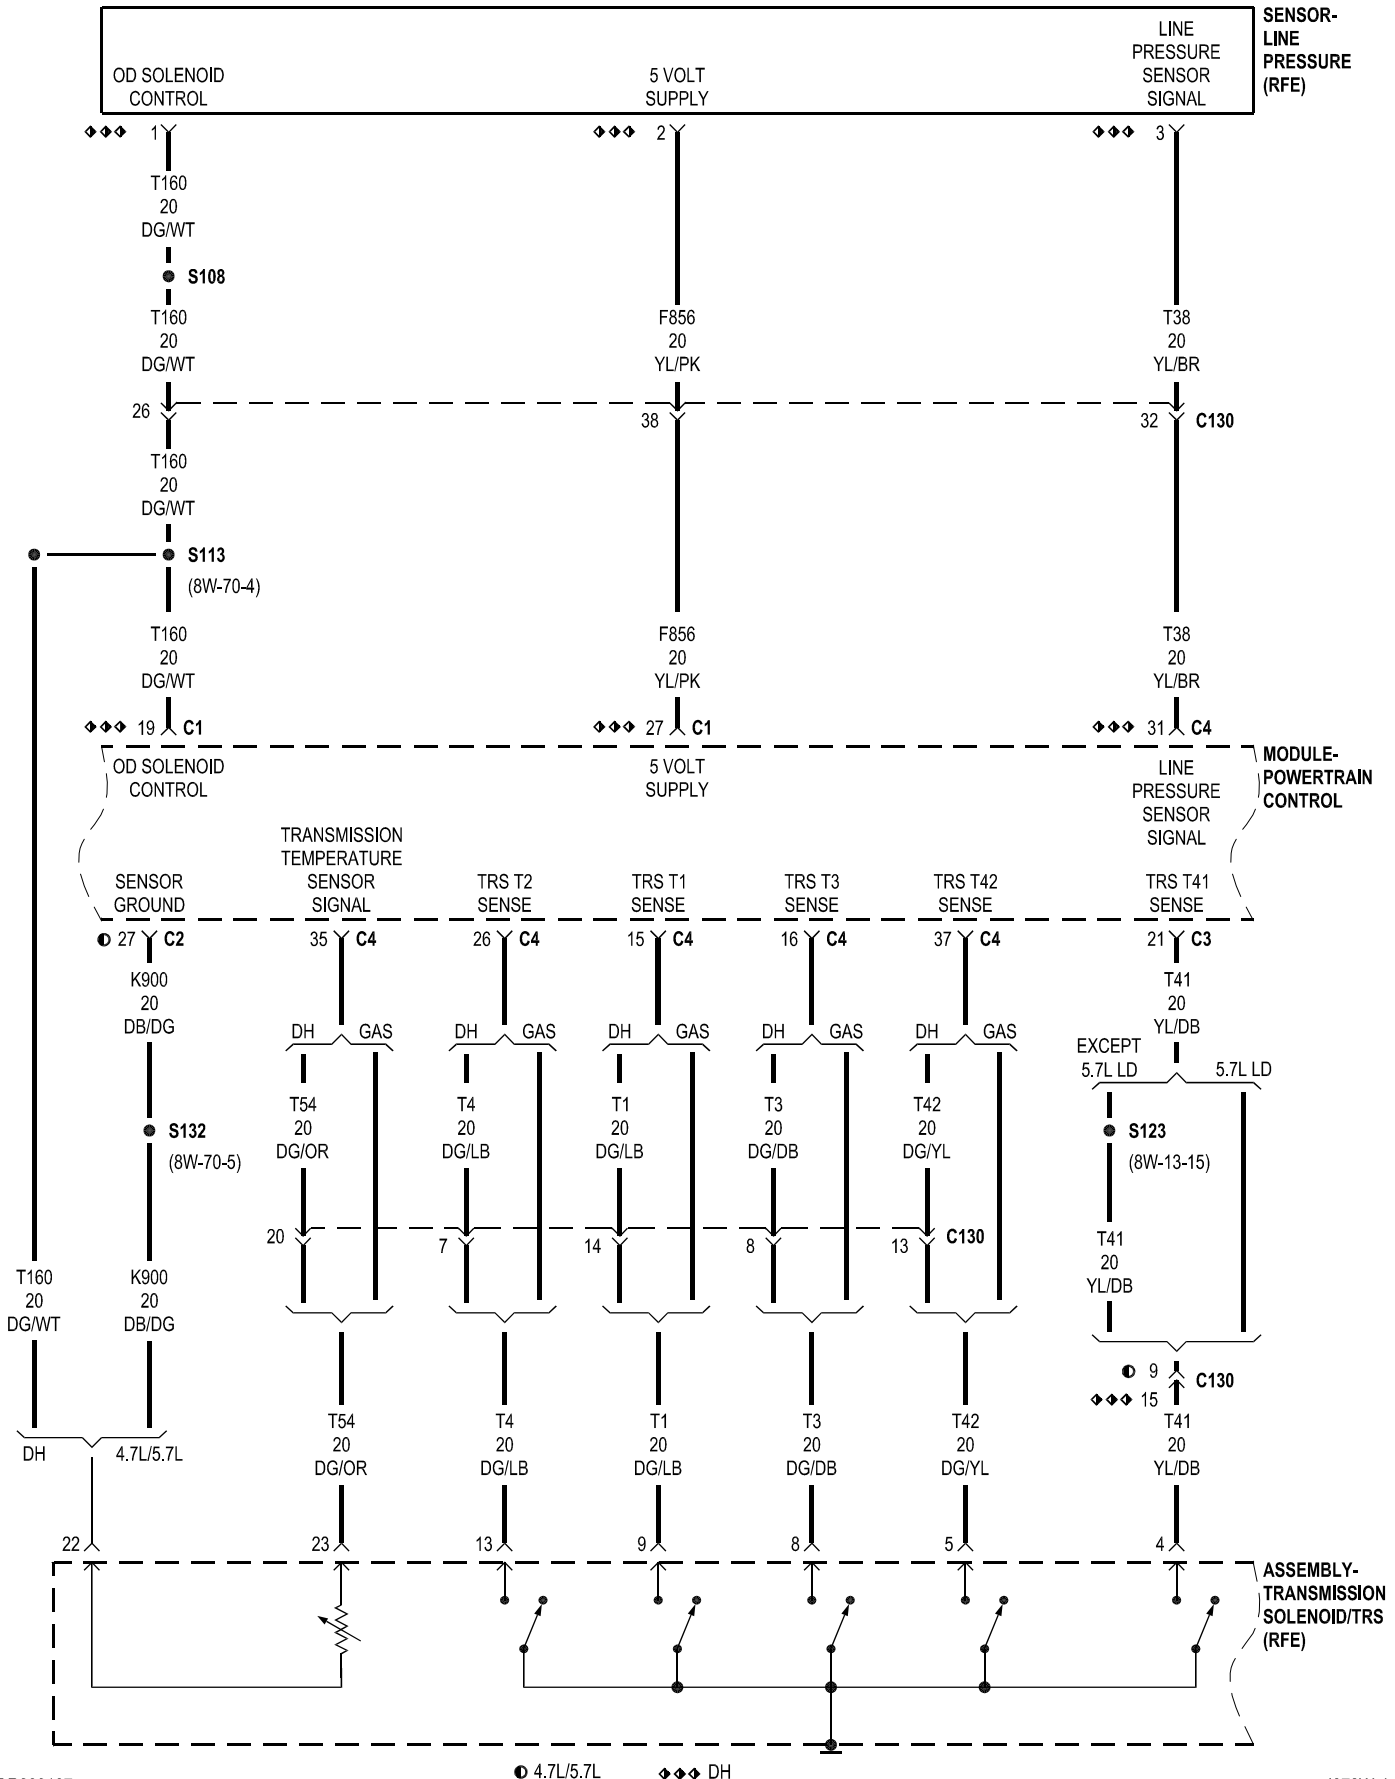 SENSOR-
LINE
PRESSURE
(RFE)
OD SOLENOID
CONTROL
5 VOLT
SUPPLY
LINE
PRESSURE
SENSOR
SIGNAL
1
2
3
T160
20
DG/WT
S108
T160
20
DG/WT
F856
20
YL/PK
T38
20
YL/BR
26
38
32
C130
T160
20
DG/WT
S113
(8W-70-4)
T160
20
DG/WT
F856
20
YL/PK
T38
20
YL/BR
19 C1
27 C1
31 C4
OD SOLENOID
CONTROL
5 VOLT
SUPPLY
LINE
PRESSURE
SENSOR
SIGNAL
MODULE-
POWERTRAIN
CONTROL
SENSOR
GROUND
TRANSMISSION
TEMPERATURE
SENSOR
SIGNAL
TRS T2
SENSE
TRS T1
SENSE
TRS T3
SENSE
TRS T42
SENSE
TRS T41
SENSE
27 C2
35 C4
26 C4
15 C4
16 C4
37 C4
21 C3
K900
20
DB/DG
T41
20
YL/DB
DH GAS
DH GAS
DH GAS
DH GAS
DH GAS
EXCEPT
5.7L LD
5.7L LD
T54
20
DG/OR
T4
20
DG/LB
T1
20
DG/LB
T3
20
DG/DB
T42
20
DG/YL
S132
(8W-70-5)
S123
(8W-13-15)
20
7
14
8
13
C130
T41
20
YL/DB
T160
20
DG/WT
K900
20
DB/DG
9
15
C130
DH
4.7L/5.7L
T54
20
DG/OR
T4
20
DG/LB
T1
20
DG/LB
T3
20
DG/DB
T42
20
DG/YL
T41
20
YL/DB
22
23
13
9
8
5
4
ASSEMBLY-
TRANSMISSION
SOLENOID/TRS
(RFE)
4.7L/5.7L
DH